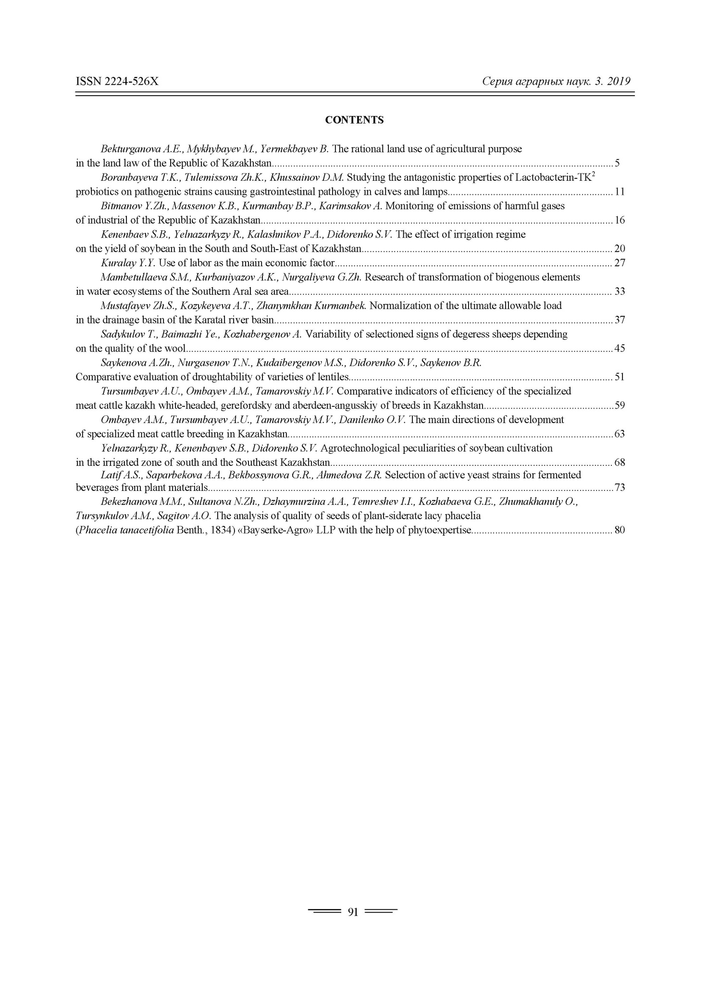 ISSN 2224-526X Серия аграрных наук. 3. 2019
CONTENTS
Bekturganova A.E., Mykhybayev M., Yermekbayev B. The rational land use of agricultural purpose
in the land law of the Republic of Kazakhstan....................5
Boranbayeva T.K., Tulemissova Zh.K., Khussainov D.M. Studying the antagonistic properties of Lactobacterin-TK²
probiotics on pathogenic strains causing gastrointestinal pathology in calves and lamps.................... 11
Bitmanov Y.Zh., Massenov K.B., Kurmanbay B.P., Karimsakov A. Monitoring of emissions of harmful gases
of industrial of the Republic of Kazakhstan.................... 16
Kenenbaev S.B., Yelnazarkyzy R., Kalashnikov P.A., Didorenko S.V. The effect of irrigation regime
on the yield of soybean in the South and South-East of Kazakhstan.................... 20
Kuralay Y.Y. Use of labor as the main economic factor.................... 27
Mambetullaeva S.M., Kurbaniyazov A.K., Nurgaliyeva G.Zh. Research of transformation of biogenous elements
in water ecosystems of the Southern Aral sea area.................... 33
Mustafayev Zh.S., Kozykeyeva A.T., Zhanymkhan Kurmanbek. Normalization of the ultimate allowable load
in the drainage basin of the Karatal river basin.................... 37
Sadykulov T., Baimazhi Ye., Kozhabergenov A. Variability of selectioned signs of degeress sheeps depending
on the quality of the wool.................... 45
Saykenova A.Zh., Nurgasenov T.N., Kudaibergenov M.S., Didorenko S.V., Saykenov B.R.
Comparative evaluation of droughtability of varieties of lentiles.................... 51
Tursumbayev A.U., Ombayev A.M., Tamarovskiy M.V. Comparative indicators of efficiency of the specialized
meat cattle kazakh white-headed, gerefordsky and aberdeen-angusskiy of breeds in Kazakhstan....................59
Ombayev A.M., Tursumbayev A.U., Tamarovskiy M.V., Danilenko O.V. The main directions of development
of specialized meat cattle breeding in Kazakhstan....................63
Yelnazarkyzy R., Kenenbayev S.B., Didorenko S.V. Agrotechnological peculiarities of soybean cultivation
in the irrigated zone of south and the Southeast Kazakhstan.................... 68
Latif A.S., Saparbekova A.A., Bekbossynova G.R., Ahmedova Z.R. Selection of active yeast strains for fermented
beverages from plant materials....................73
Bekezhanova M.M., Sultanova N.Zh., Dzhaymurzina A.A., Temreshev I.I., Kozhabaeva G.E., Zhumakhanuly O.,
Tursynkulov A.M., Sagitov A.O. The analysis of quality of seeds of plant-siderate lacy phacelia
(Phacelia tanacetifolia Benth., 1834) «Bayserke-Agro» LLP with the help of phytoexpertise.................... 80
91